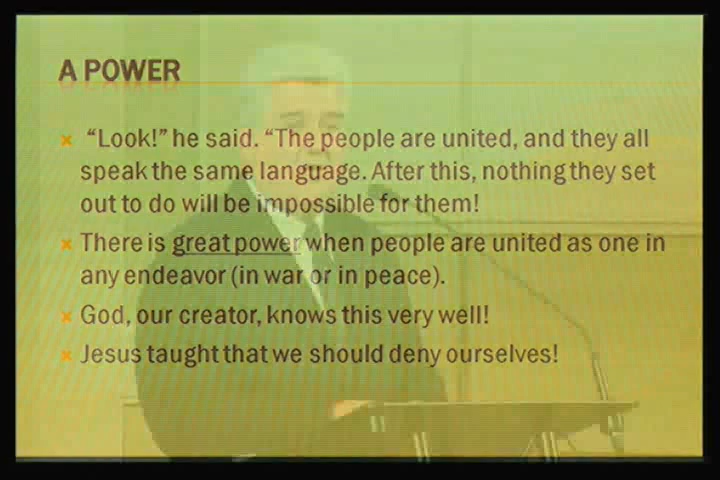 A POWER
“Look!” he said. “The people are united, and they all
speak the same language. After this, nothing they set
out to do will be impossible for them!
There is great power when people are united as one in
any endeavor (in war or in peace).
God, our creator, knows this very well!
Jesus taught that we should deny ourselves!